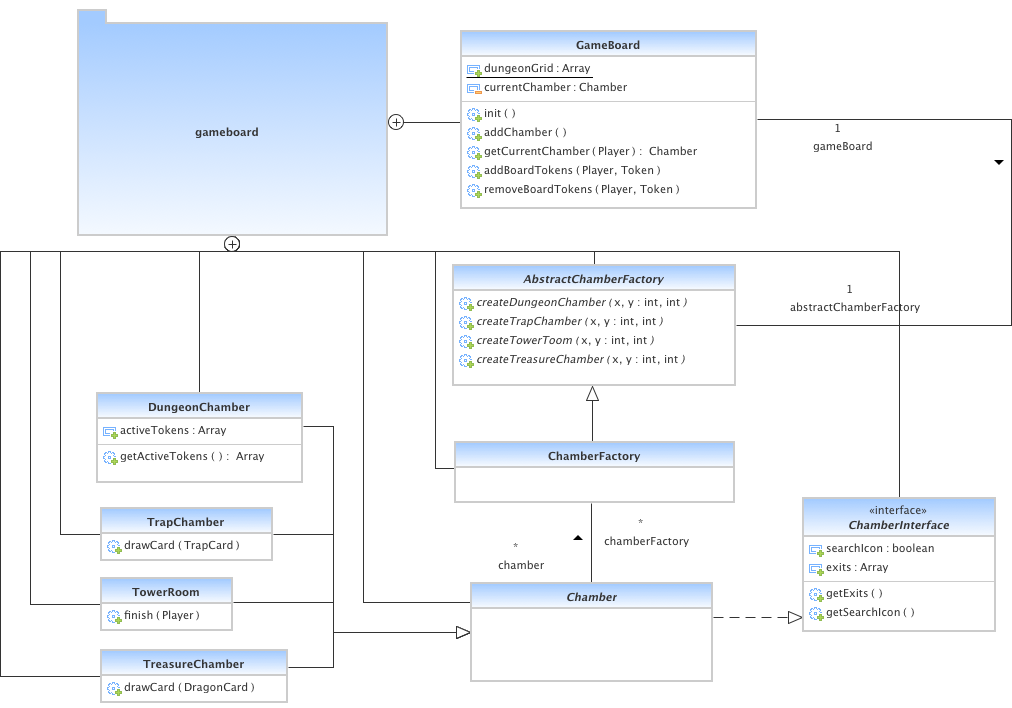 gameboard
GameBoard
dungeonGrid : Array
currentChamber : Chamber
init ( )
addChamber ( )
getCurrentChamber ( Player ) : Chamber
addBoardTokens ( Player, Token )
removeBoardTokens ( Player, Token )
1
gameBoard
AbstractChamberFactory
createDungeonChamber ( x, y : int, int )
createTrapChamber ( x, y : int, int )
createTowerToom ( x, y : int, int )
createTreasureChamber ( x, y : int, int )
1
abstractChamberFactory
DungeonChamber
activeTokens : Array
getActiveTokens ( ) : Array
ChamberFactory
TrapChamber
drawCard ( TrapCard )
*
chamberFactory
*
chamber
«interface»
ChamberInterface
searchIcon : boolean
exits : Array
getExits ( )
getSearchIcon ( )
TowerRoom
finish ( Player )
Chamber
TreasureChamber
drawCard ( DragonCard )